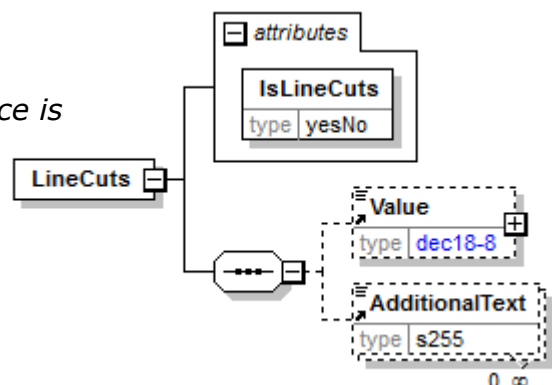 attributes
IsLineCuts
type yesNo
ce is
LineCuts
Value
type dec18-8
AdditionalText
type s255
0..∞